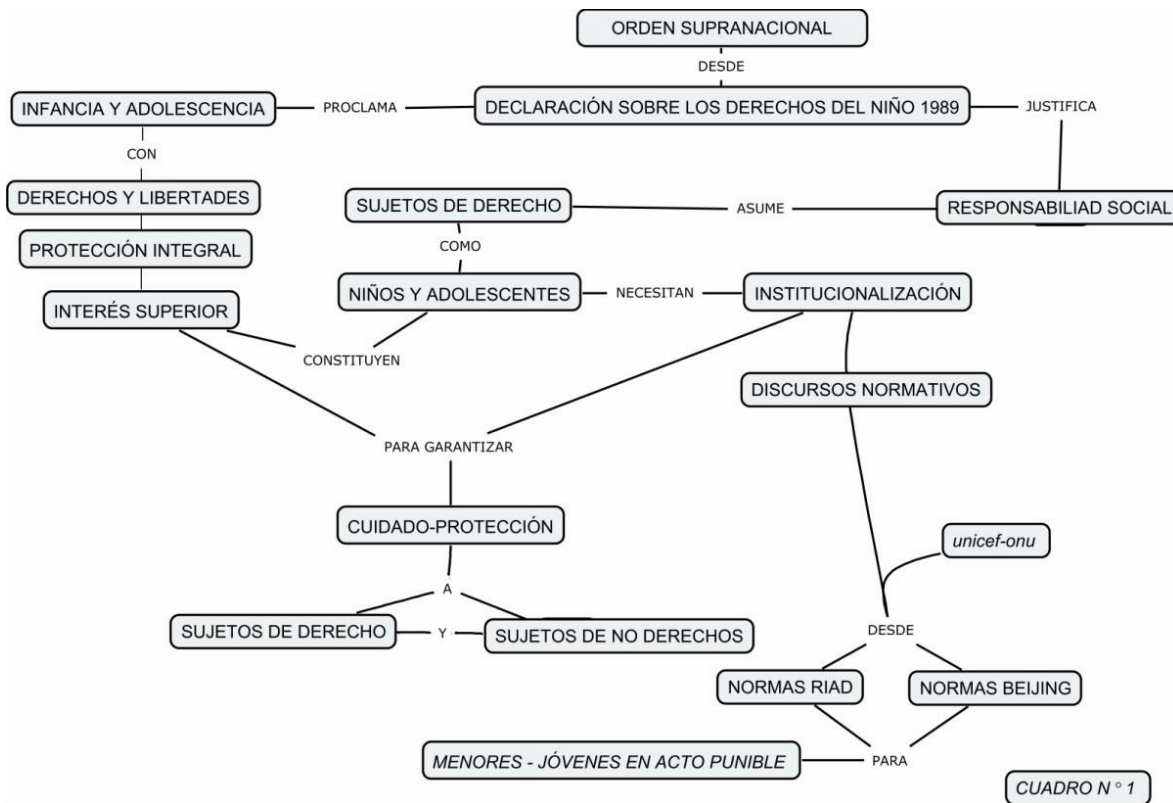 ORDEN SUPRANACIONAL
DESDE
INFANCIA Y ADOLESCENCIA
PROCLAMA
DECLARACIÓN SOBRE LOS DERECHOS DEL NIÑO 1989
JUSTIFICA
CON
DERECHOS Y LIBERTADES
SUJETOS DE DERECHO
ASUME
RESPONSABILIAD SOCIAL
PROTECCIÓN INTEGRAL
COMO
INTERÉS SUPERIOR
NIÑOS Y ADOLESCENTES
NECESITAN
INSTITUCIONALIZACIÓN
CONSTITUYEN
DISCURSOS NORMATIVOS
PARA GARANTIZAR
CUIDADO-PROTECCIÓN
unicef-onu
A
SUJETOS DE DERECHO
Y
SUJETOS DE NO DERECHOS
DESDE
NORMAS RIAD
NORMAS BEIJING
MENORES - JÓVENES EN ACTO PUNIBLE
PARA
CUADRO N° 1